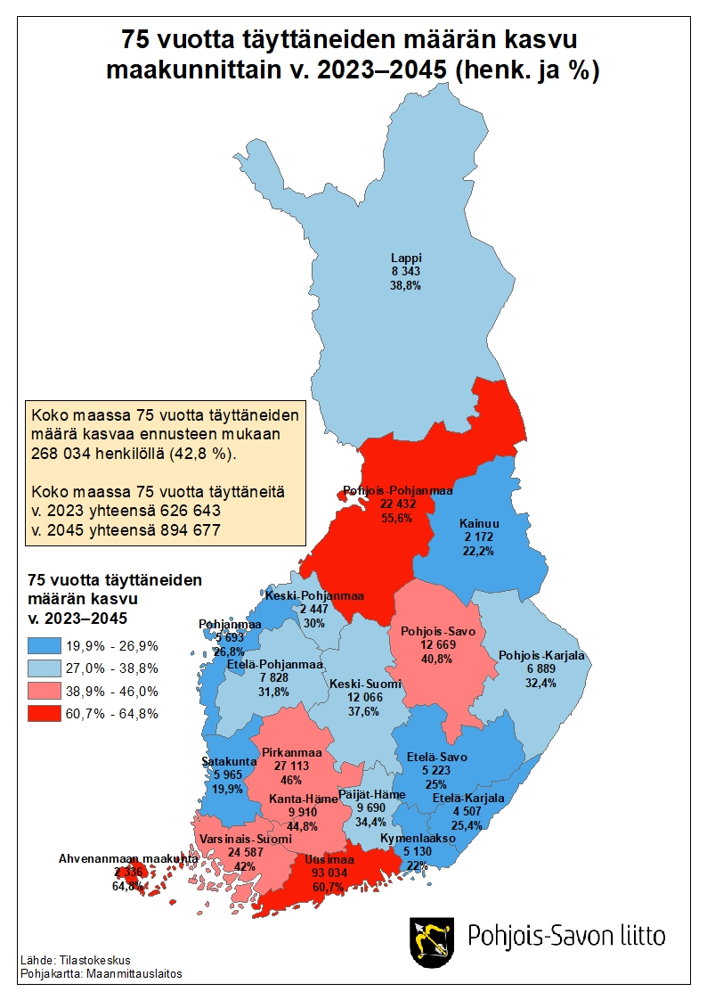 75 vuotta täyttäneiden määrän kasvu
maakunnittain v. 2023–2045 (henk. ja %)
Lappi
8 343
38,8%
Koko maassa 75 vuotta täyttäneiden
määrä kasvaa ennusteen mukaan
268 034 henkilöllä (42,8 %).
Koko maassa 75 vuotta täyttäneitä
v. 2023 yhteensä 626 643
v. 2045 yhteensä 894 677
Pohjois-Pohjanmaa
22 432
55,6%
Kainuu
2 172
22,2%
75 vuotta täyttäneiden
määrän kasvu
v. 2023–2045
19,9% - 26,9%
27,0% - 38,8%
38,9% - 46,0%
60,7% - 64,8%
Keski-Pohjanmaa
2 447
30%
Pohjanmaa
5 693
26,8%
Etelä-Pohjanmaa
7 828
31,8%
Keski-Suomi
12 066
37,6%
Pohjois-Savo
12 669
40,8%
Pohjois-Karjala
6 889
32,4%
Satakunta
5 965
19,9%
Pirkanmaa
27 113
46%
Kanta-Häme
9 910
44,8%
Päijät-Häme
9 690
34,4%
Etelä-Savo
5 223
25%
Etelä-Karjala
4 507
25,4%
Kymenlaakso
5 130
22%
Varsinais-Suomi
24 587
42%
Uusimaa
93 034
60,7%
Ahvenanmaan maakunta
2 336
64,8%
Pohjois-Savon liitto
Lähde: Tilastokeskus
Pohjakartta: Maanmittauslaitos